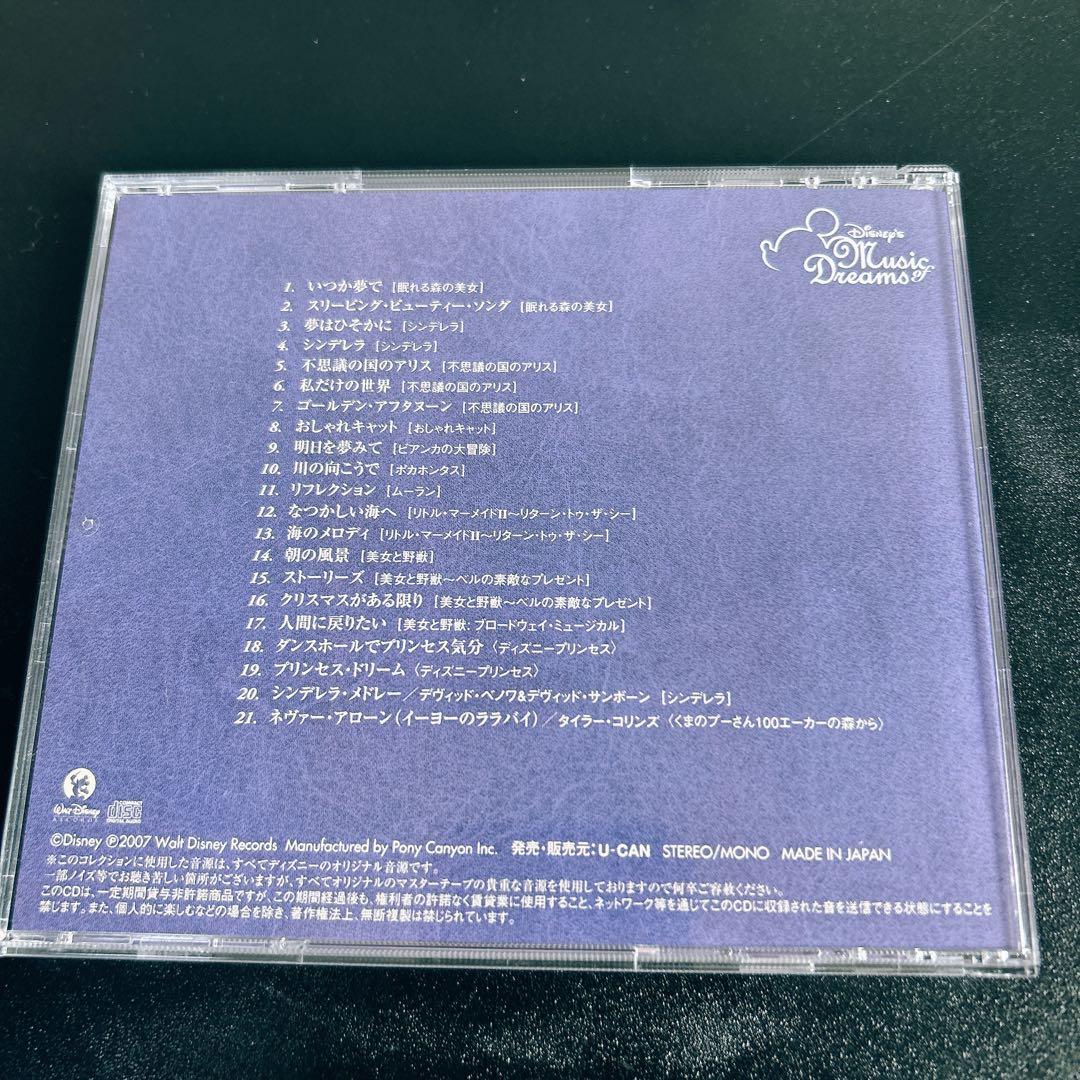 Disney's
Music of
Dreams
1. いつか夢で [眠れる森の美女]
2. スリーピング・ビューティー・ソング [眠れる森の美女]
3. 夢はひそかに [シンデレラ]
4. シンデレラ [シンデレラ]
5. 不思議の国のアリス [不思議の国のアリス]
6. 私だけの世界 [不思議の国のアリス]
7. ゴールデン・アフタヌーン [不思議の国のアリス]
8. おしゃれキャット [おしゃれキャット]
9. 明日を夢みて [ビアンカの大冒険]
10. 川の向こうで [ポカホンタス]
11. リフレクション [ムーラン]
12. なつかしい海へ [リトル・マーメイドII〜リターン・トゥ・ザ・シー]
13. 海のメロディ [リトル・マーメイドII〜リターン・トゥ・ザ・シー]
14. 朝の風景 [美女と野獣]
15. ストーリーズ [美女と野獣〜ベルの素敵なプレゼント]
16. クリスマスがある限り [美女と野獣〜ベルの素敵なプレゼント]
17. 人間に戻りたい [美女と野獣: ブロードウェイ・ミュージカル]
18. ダンスホールでプリンセス気分〈ディズニープリンセス〉
19. プリンセス・ドリーム〈ディズニープリンセス〉
20. シンデレラ・メドレー/デヴィッド・ベノワ&デヴィッド・サンボーン [シンデレラ]
21. ネヴァー・アローン(イーヨーのララバイ)/タイラー・コリンズ〈くまのプーさん100エーカーの森から〉
WALT DISNEY
RECORDS
COMPACT
disc
DIGITAL AUDIO
©Disney ℗2007 Walt Disney Records Manufactured by Pony Canyon Inc. 発売・販売元:U-CAN STEREO/MONO MADE IN JAPAN
※このコレクションに使用した音源は、すべてディズニーのオリジナル音源です。
一部ノイズ等でお聴き苦しい箇所がございますが、すべてオリジナルのマスターテープの貴重な音源を使用しておりますので何卒ご容赦ください。
このCDは、一定期間貸与非許諾商品ですが、この期間経過後も、権利者の許諾なく賃貸業に使用すること、ネットワーク等を通じてこのCDに収録された音を送信できる状態にすることを
禁じます。また、個人的に楽しむなどの場合を除き、著作権法上、無断複製は禁じられています。